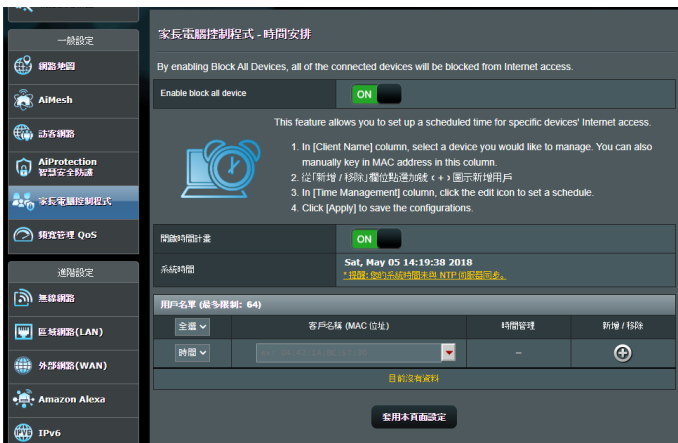 一般設定
網路地圖
AiMesh
訪客網路
AiProtection
智慧安全防護
家長電腦控制程式
頻寬管理 QoS
進階設定
無線網路
區域網路(LAN)
外部網路(WAN)
Amazon Alexa
IPv6
家長電腦控制程式 - 時間安排
By enabling Block All Devices, all of the connected devices will be blocked from Internet access.
Enable block all device
ON
This feature allows you to set up a scheduled time for specific devices' Internet access.
1. In [Client Name] column, select a device you would like to manage. You can also
manually key in MAC address in this column.
2. 從「新增 / 移除」欄位點選加號 ( + ) 圖示新增用戶
3. In [Time Management] column, click the edit icon to set a schedule.
4. Click [Apply] to save the configurations.
開啟時間計畫
ON
系統時間
Sat, May 05 14:19:38 2018
* 提醒: 您的系統時間未與 NTP 伺服器同步。
用戶名單 (最多限制: 64)
全選
客戶名稱 (MAC 位址)
時間管理
新增 / 移除
時間
--
目前沒有資料
套用本頁面設定